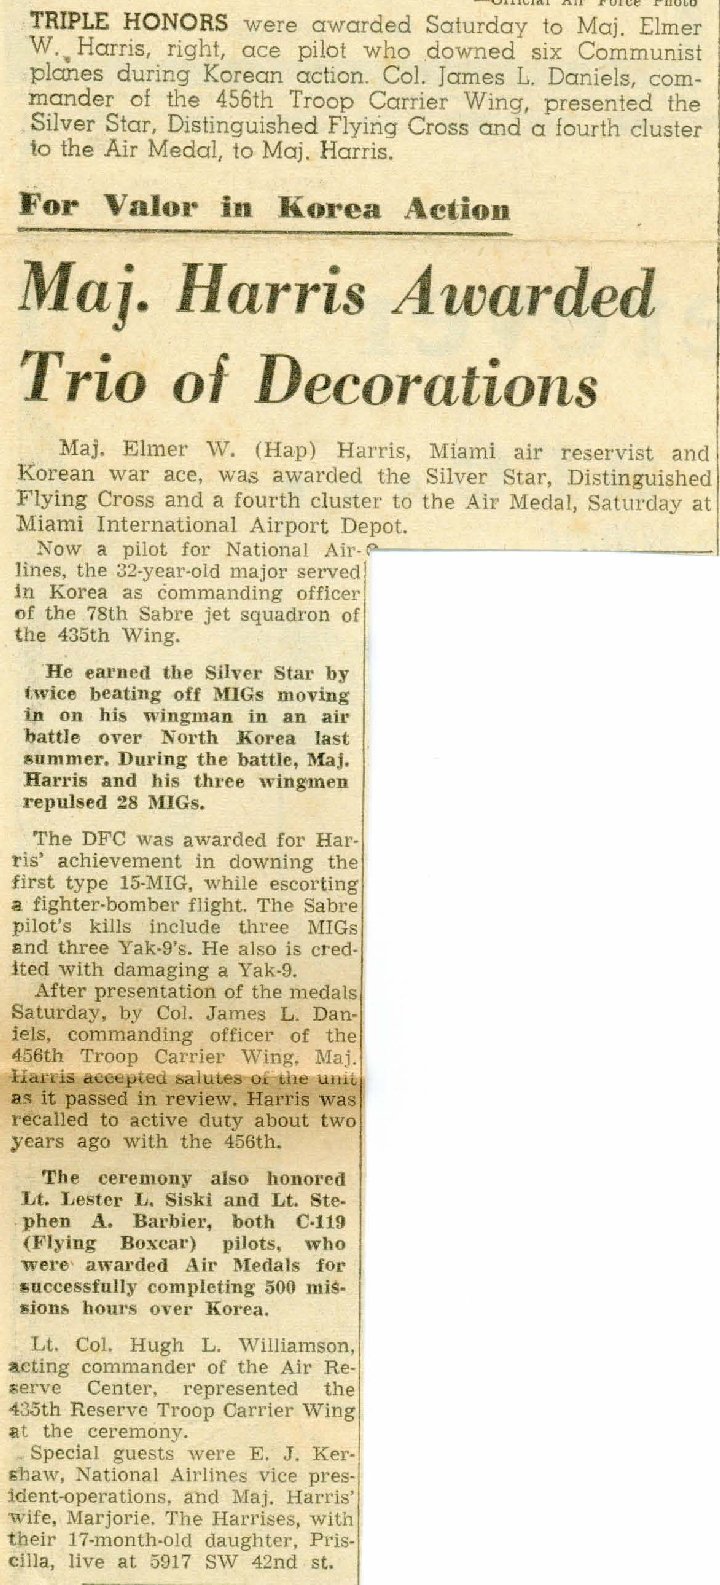 —Official Air Force Photo
TRIPLE HONORS were awarded Saturday to Maj. Elmer
W. Harris, right, ace pilot who downed six Communist
planes during Korean action. Col. James L. Daniels, com-
mander of the 456th Troop Carrier Wing, presented the
Silver Star, Distinguished Flying Cross and a fourth cluster
to the Air Medal, to Maj. Harris.
For Valor in Korea Action
Maj. Harris Awarded
Trio of Decorations
Maj. Elmer W. (Hap) Harris, Miami air reservist and
Korean war ace, was awarded the Silver Star, Distinguished
Flying Cross and a fourth cluster to the Air Medal, Saturday at
Miami International Airport Depot.
Now a pilot for National Air-
lines, the 32-year-old major served
in Korea as commanding officer
of the 78th Sabre jet squadron of
the 435th Wing.
He earned the Silver Star by
twice beating off MIGs moving
in on his wingman in an air
battle over North Korea last
summer. During the battle, Maj.
Harris and his three wingmen
repulsed 28 MIGs.
The DFC was awarded for Har-
ris' achievement in downing the
first type 15-MIG, while escorting
a fighter-bomber flight. The Sabre
pilot's kills include three MIGs
and three Yak-9's. He also is cred-
ited with damaging a Yak-9.
After presentation of the medals
Saturday, by Col. James L. Dan-
iels, commanding officer of the
456th Troop Carrier Wing, Maj.
Harris accepted salutes of the unit
as it passed in review. Harris was
recalled to active duty about two
years ago with the 456th.
The ceremony also honored
Lt. Lester L. Siski and Lt. Ste-
phen A. Barbier, both C-119
(Flying Boxcar) pilots, who
were awarded Air Medals for
successfully completing 500 mis-
sions hours over Korea.
Lt. Col. Hugh L. Williamson,
acting commander of the Air Re-
serve Center, represented the
435th Reserve Troop Carrier Wing
at the ceremony.
Special guests were E. J. Ker-
shaw, National Airlines vice pres-
ident-operations, and Maj. Harris'
wife, Marjorie. The Harrises, with
their 17-month-old daughter, Pris-
cilla, live at 5917 SW 42nd st.